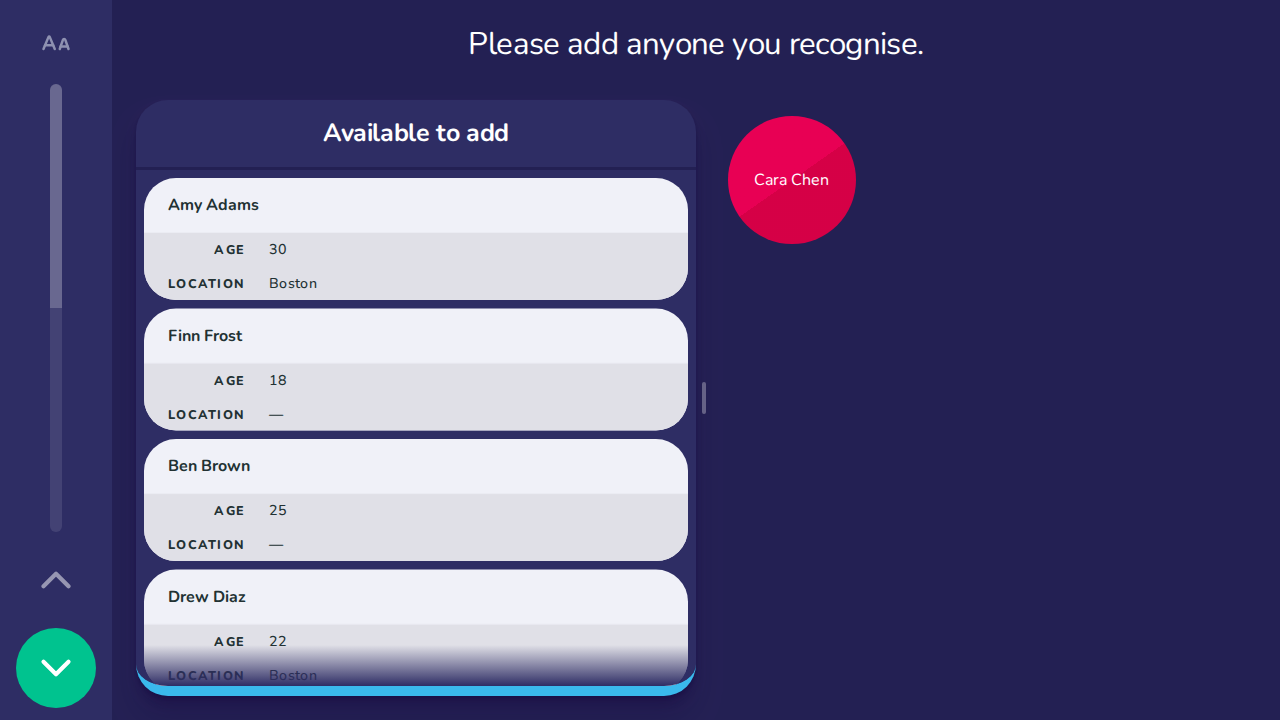 AA
Please add anyone you recognise.
Available to add
Cara Chen
Amy Adams
AGE 30
LOCATION Boston
Finn Frost
AGE 18
LOCATION —
Ben Brown
AGE 25
LOCATION —
Drew Diaz
AGE 22
LOCATION Boston